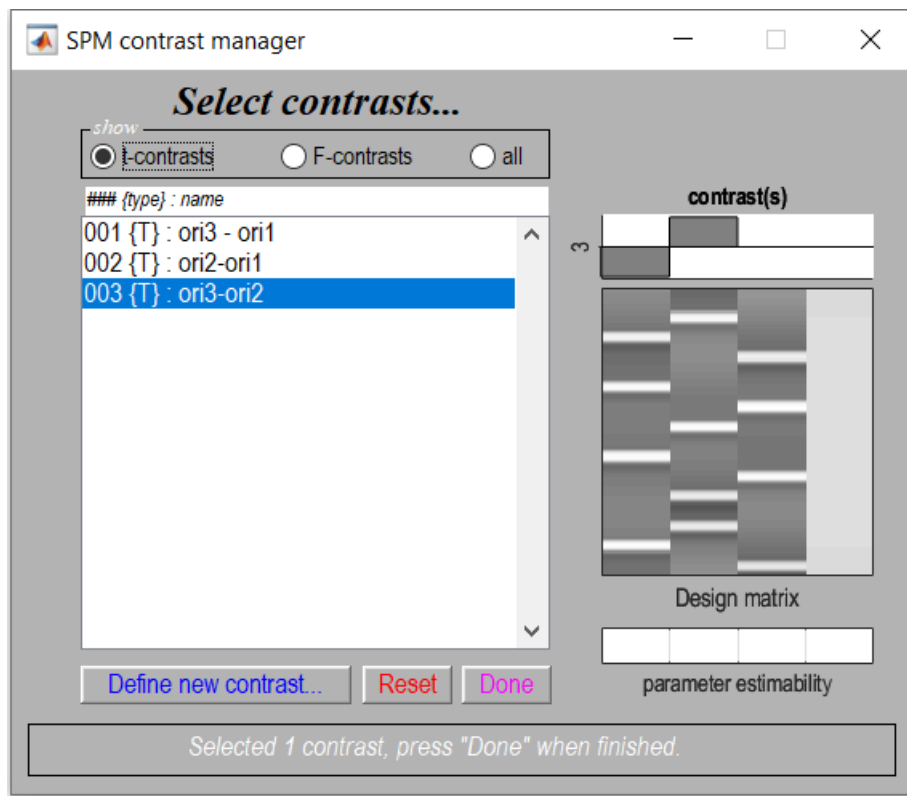 SPM contrast manager
Select contrasts...
show
t-contrasts F-contrasts all
### {type} : name
001 {T} : ori3 - ori1
002 {T} : ori2-ori1
003 {T} : ori3-ori2
contrast(s)
3
Design matrix
parameter estimability
Define new contrast... Reset Done
Selected 1 contrast, press "Done" when finished.